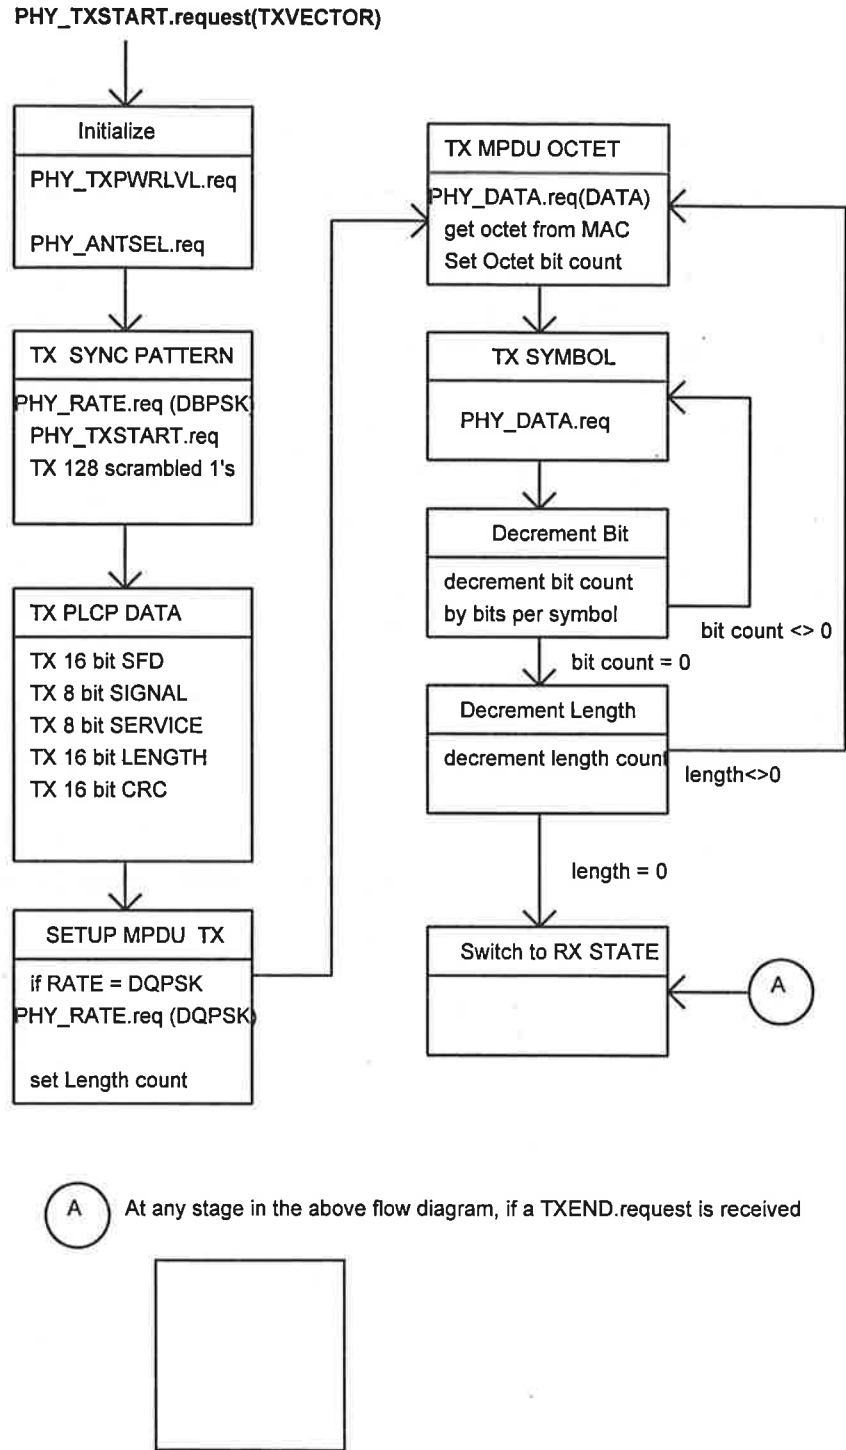 PHY_TXSTART.request(TXVECTOR)
Initialize
PHY_TXPWRLVL.req
PHY_ANTSEL.req
TX SYNC PATTERN
PHY_RATE.req (DBPSK)
PHY_TXSTART.req
TX 128 scrambled 1's
TX PLCP DATA
TX 16 bit SFD
TX 8 bit SIGNAL
TX 8 bit SERVICE
TX 16 bit LENGTH
TX 16 bit CRC
SETUP MPDU TX
if RATE = DQPSK
PHY_RATE.req (DQPSK)
set Length count
TX MPDU OCTET
PHY_DATA.req(DATA)
get octet from MAC
Set Octet bit count
TX SYMBOL
PHY_DATA.req
Decrement Bit
decrement bit count
by bits per symbol
bit count <> 0
bit count = 0
Decrement Length
decrement length count
length<>0
length = 0
Switch to RX STATE
A
A
At any stage in the above flow diagram, if a TXEND.request is received